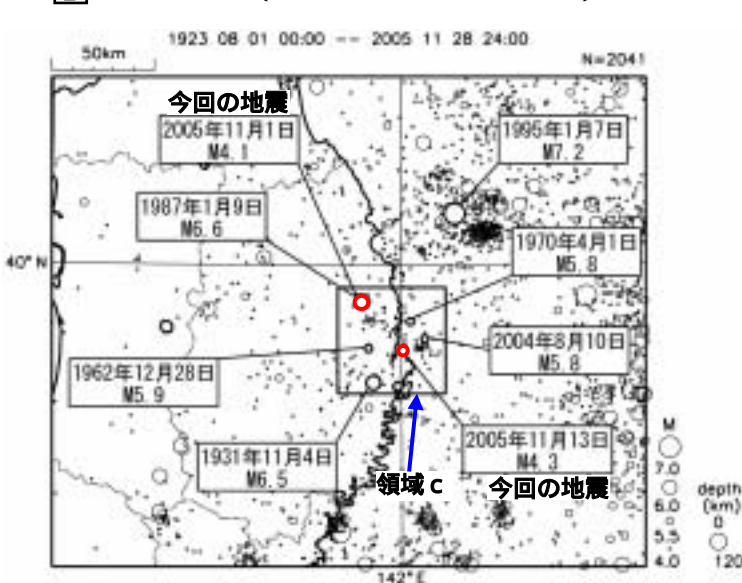 1923 08 01 00:00 -- 2005 11 28 24:00
50km
N=2041
今回の地震
2005年11月1日
M4.1
1995年1月7日
M7.2
1987年1月9日
M6.6
1970年4月1日
M5.8
40°N
2004年8月10日
M5.8
1962年12月28日
M5.9
2005年11月13日
M4.3
今回の地震
1931年11月4日
M6.5
領域c
142°E
M
7.0
6.0
5.5
4.0
depth
(km)
0
120